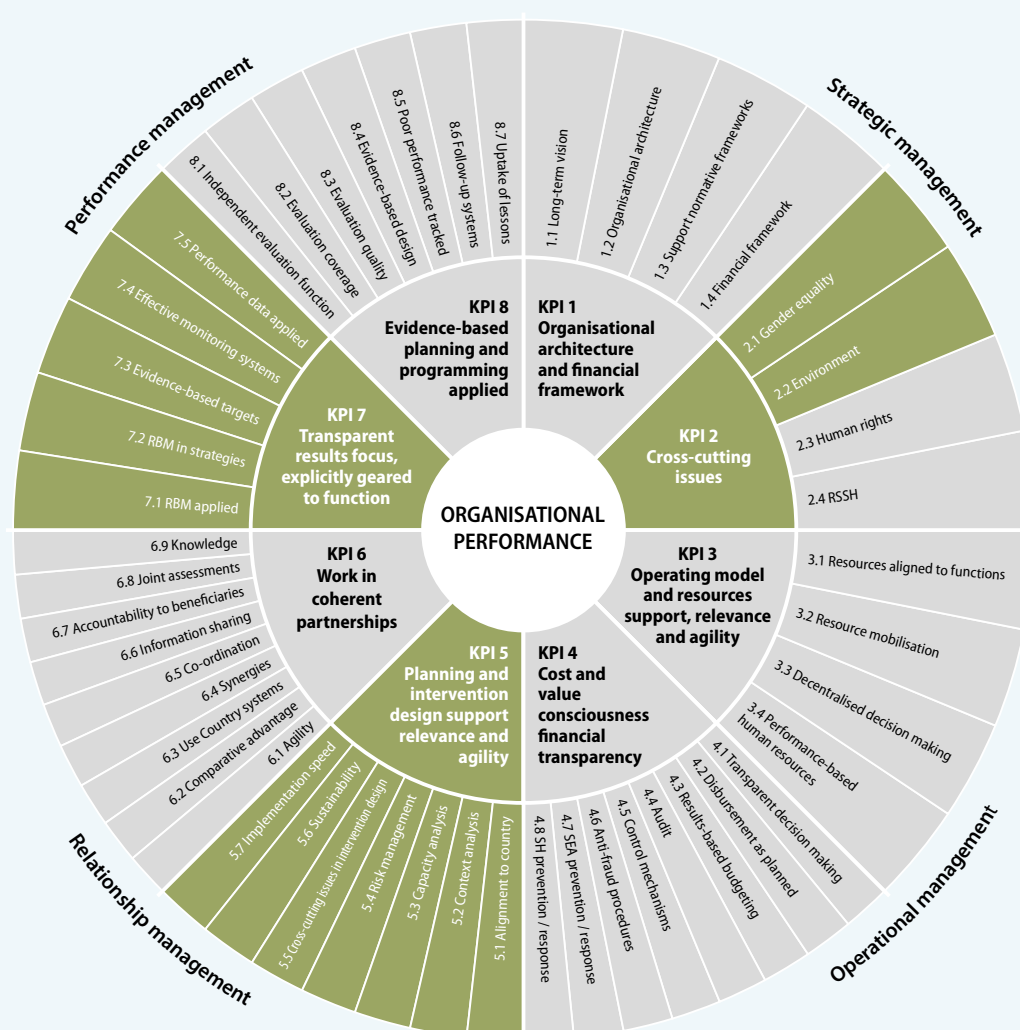 Performance management
Strategic management
Relationship management
Operational management
ORGANISATIONAL
PERFORMANCE
KPI 1
Organisational
architecture
and financial
framework
1.1 Long-term vision
1.2 Organisational architecture
1.3 Support normative frameworks
1.4 Financial framework
KPI 2
Cross-cutting
issues
2.1 Gender equality
2.2 Environment
2.3 Human rights
2.4 RSSH
KPI 3
Operating model
and resources
support, relevance
and agility
3.1 Resources aligned to functions
3.2 Resource mobilisation
3.3 Decentralised decision making
3.4 Performance-based
human resources
KPI 4
Cost and
value
consciousness
financial
transparency
4.1 Transparent decision making
4.2 Disbursement as planned
4.3 Results-based budgeting
4.4 Audit
4.5 Control mechanisms
4.6 Anti-fraud procedures
4.7 SEA prevention / response
4.8 SH prevention / response
KPI 5
Planning and
intervention
design support
relevance and
agility
5.1 Alignment to country
5.2 Context analysis
5.3 Capacity analysis
5.4 Risk management
5.5 Cross-cutting issues in intervention design
5.6 Sustainability
5.7 Implementation speed
KPI 6
Work in
coherent
partnerships
6.1 Agility
6.2 Comparative advantage
6.3 Use Country systems
6.4 Synergies
6.5 Co-ordination
6.6 Information sharing
6.7 Accountability to beneficiaries
6.8 Joint assessments
6.9 Knowledge
KPI 7
Transparent
results focus,
explicitly geared
to function
7.1 RBM applied
7.2 RBM in strategies
7.3 Evidence-based targets
7.4 Effective monitoring systems
7.5 Performance data applied
KPI 8
Evidence-based
planning and
programming
applied
8.1 Independent evaluation function
8.2 Evaluation coverage
8.3 Evaluation quality
8.4 Evidence-based design
8.5 Poor performance tracked
8.6 Follow-up systems
8.7 Uptake of lessons